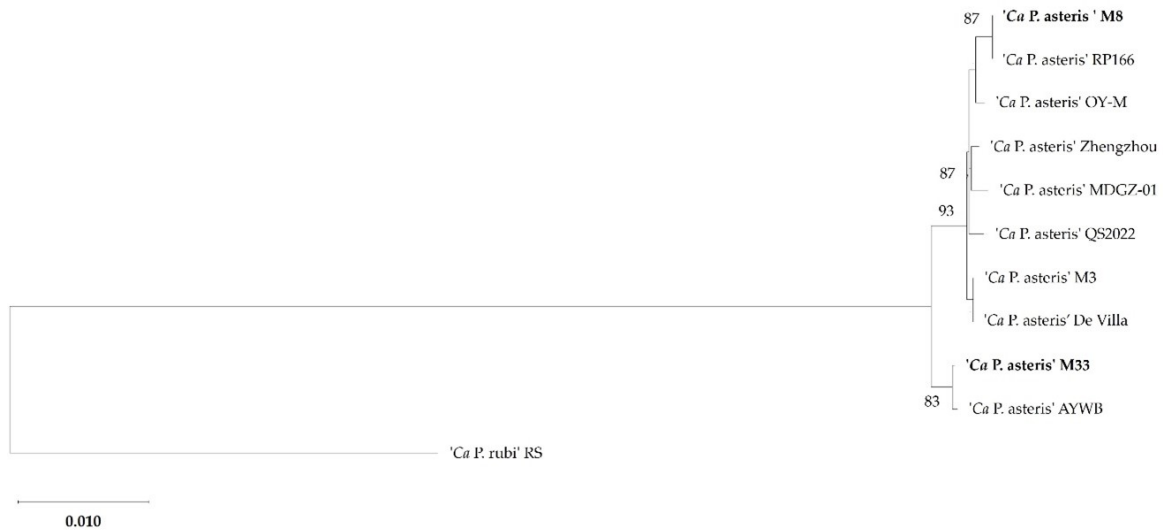 87
'Ca P. asteris ' M8
'Ca P. asteris' RP166
'Ca P. asteris' OY-M
'Ca P. asteris' Zhengzhou
87
'Ca P. asteris' MDGZ-01
93
'Ca P. asteris' QS2022
'Ca P. asteris' M3
'Ca P. asteris' De Villa
'Ca P. asteris' M33
83
'Ca P. asteris' AYWB
'Ca P. rubi' RS
0.010